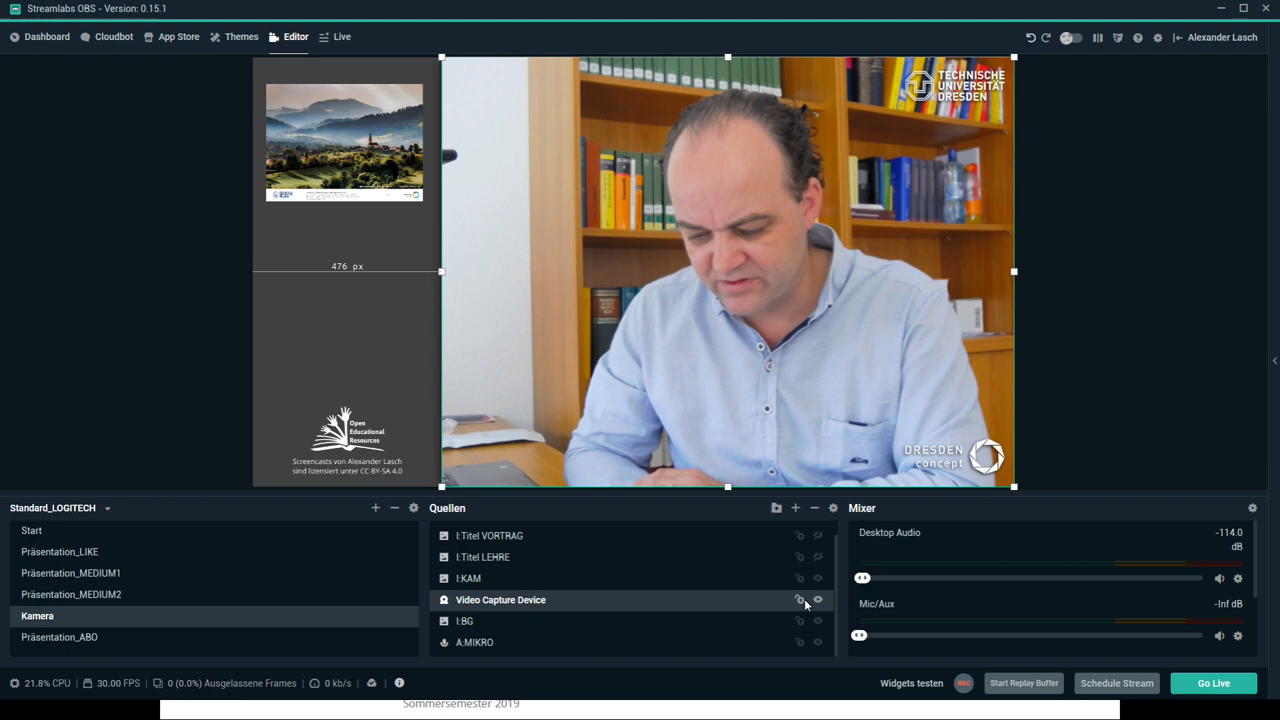 Streamlabs OBS - Version: 0.15.1
Dashboard
Cloudbot
App Store
Themes
Editor
Live
Alexander Lasch
TECHNISCHE
UNIVERSITÄT
DRESDEN
476 px
Open
Educational
Resources
Screencasts von Alexander Lasch
sind lizensiert unter CC BY-SA 4.0
DRESDEN
concept
Standard_LOGITECH
Start
Präsentation_LIKE
Präsentation_MEDIUM1
Präsentation_MEDIUM2
Kamera
Präsentation_ABO
Quellen
I:Titel VORTRAG
I:Titel LEHRE
I:KAM
Video Capture Device
I:BG
A:MIKRO
Mixer
Desktop Audio
-114.0
dB
Mic/Aux
-Inf dB
21.8% CPU
30.00 FPS
0 (0.0%) Ausgelassene Frames
0 kb/s
Widgets testen
REC
Start Replay Buffer
Schedule Stream
Go Live
Sommersemester 2019